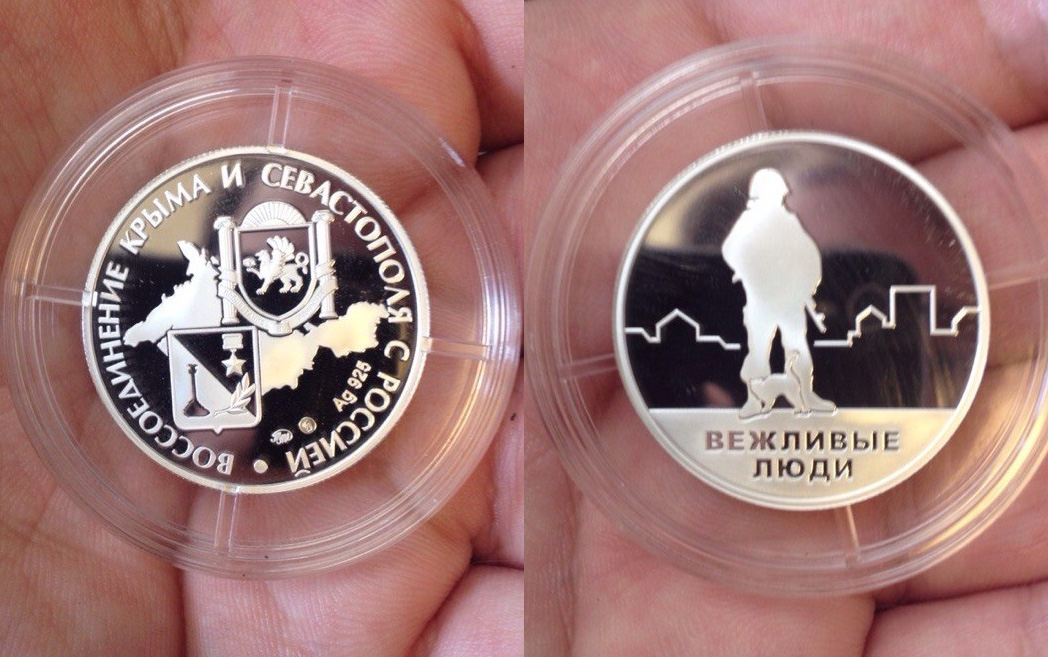 ВОССОЕДИНЕНИЕ КРЫМА И СЕВАСТОПОЛЯ С РОССИЕЙ
Ag 925
ВЕЖЛИВЫЕ
ЛЮДИ